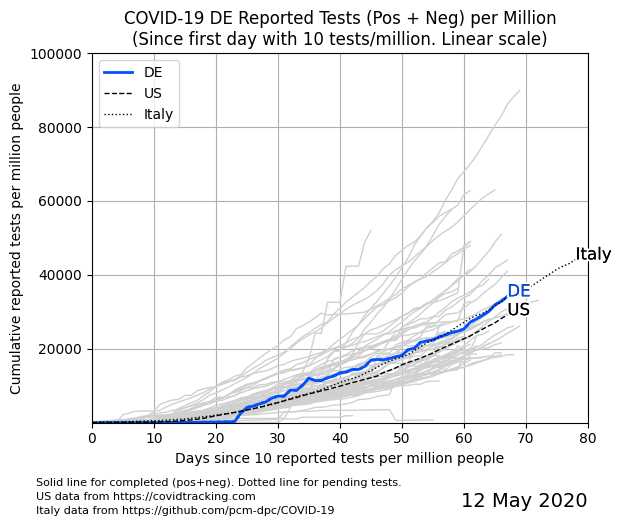 COVID-19 DE Reported Tests (Pos + Neg) per Million
(Since first day with 10 tests/million. Linear scale)
Cumulative reported tests per million people
100000
80000
60000
40000
20000
DE
US
Italy
Italy
DE
US
0 10 20 30 40 50 60 70 80
Days since 10 reported tests per million people
Solid line for completed (pos+neg). Dotted line for pending tests.
US data from https://covidtracking.com
Italy data from https://github.com/pcm-dpc/COVID-19
12 May 2020